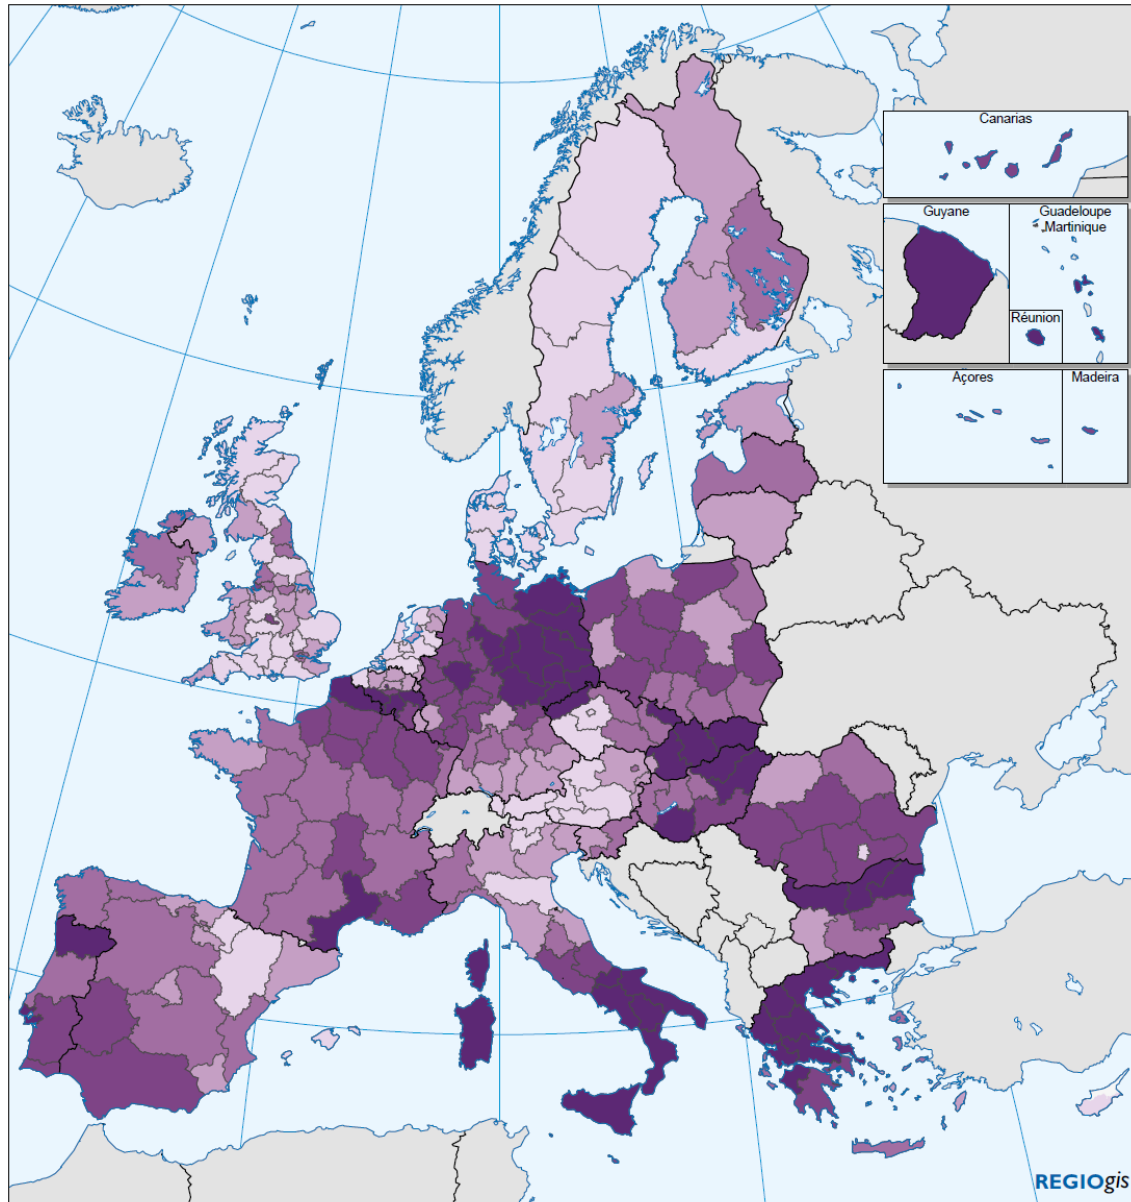 Canarias
Guyane
Guadeloupe
Martinique
Réunion
Açores
Madeira
REGIOgis